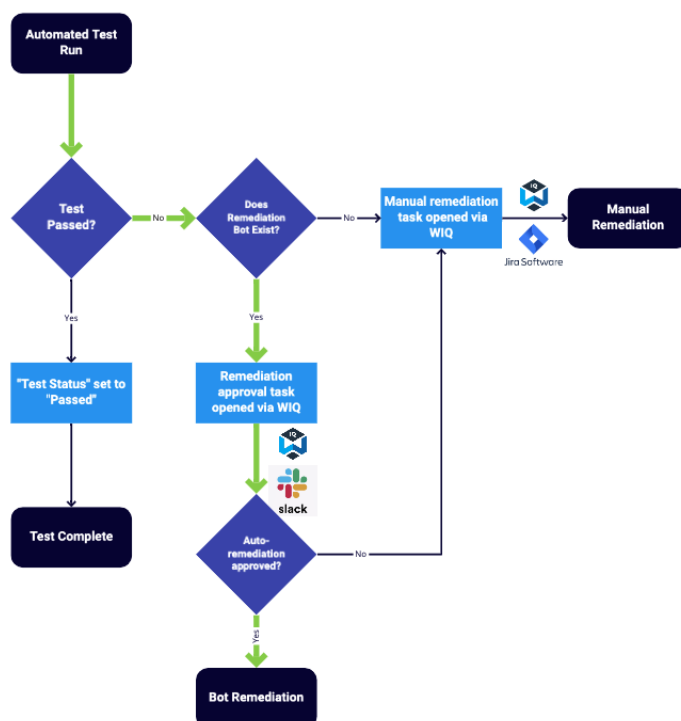 Automated Test
Run
Test
Passed?
No
Does
Remediation
Bot Exist?
No
Manual remediation
task opened via
WIQ
IQ
Jira Software
Manual
Remediation
Yes
Yes
"Test Status" set to
"Passed"
Remediation
approval task
opened via WIQ
IQ
slack
Test Complete
Auto-
remediation
approved?
No
Yes
Bot Remediation